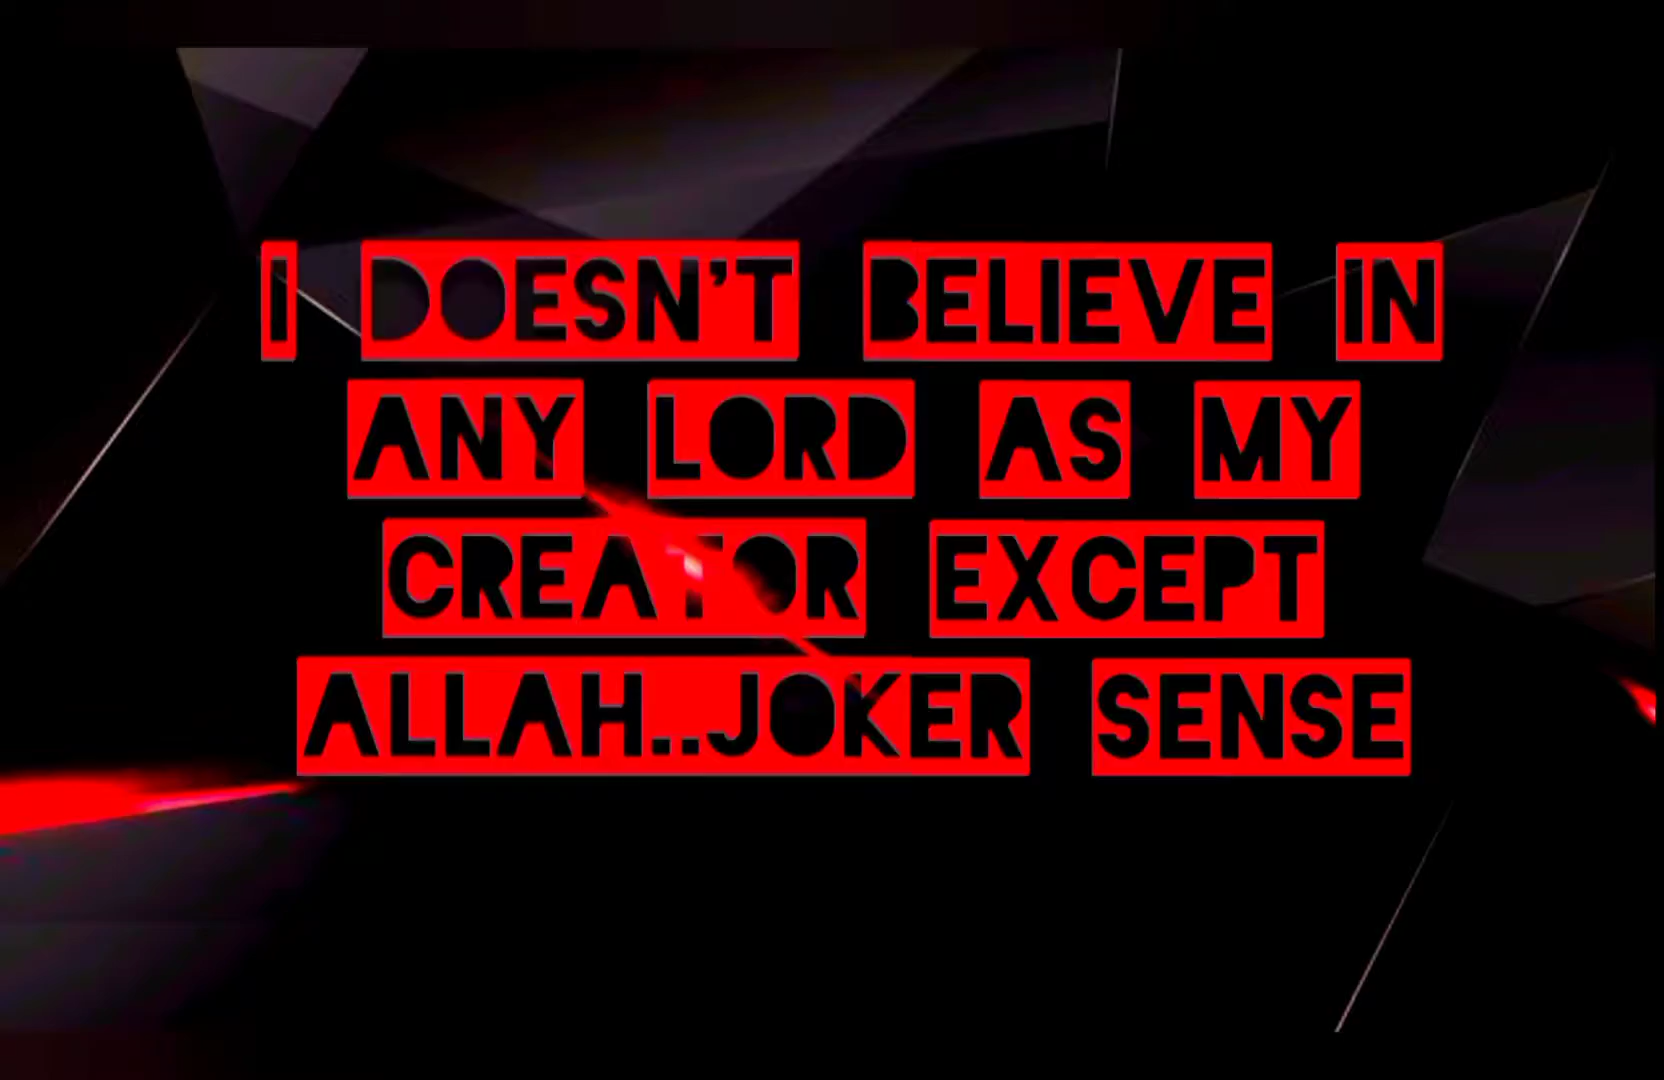 I DOESN'T BELIEVE IN
ANY LORD AS MY
CREATOR EXCEPT
ALLAH..JOKER SENSE